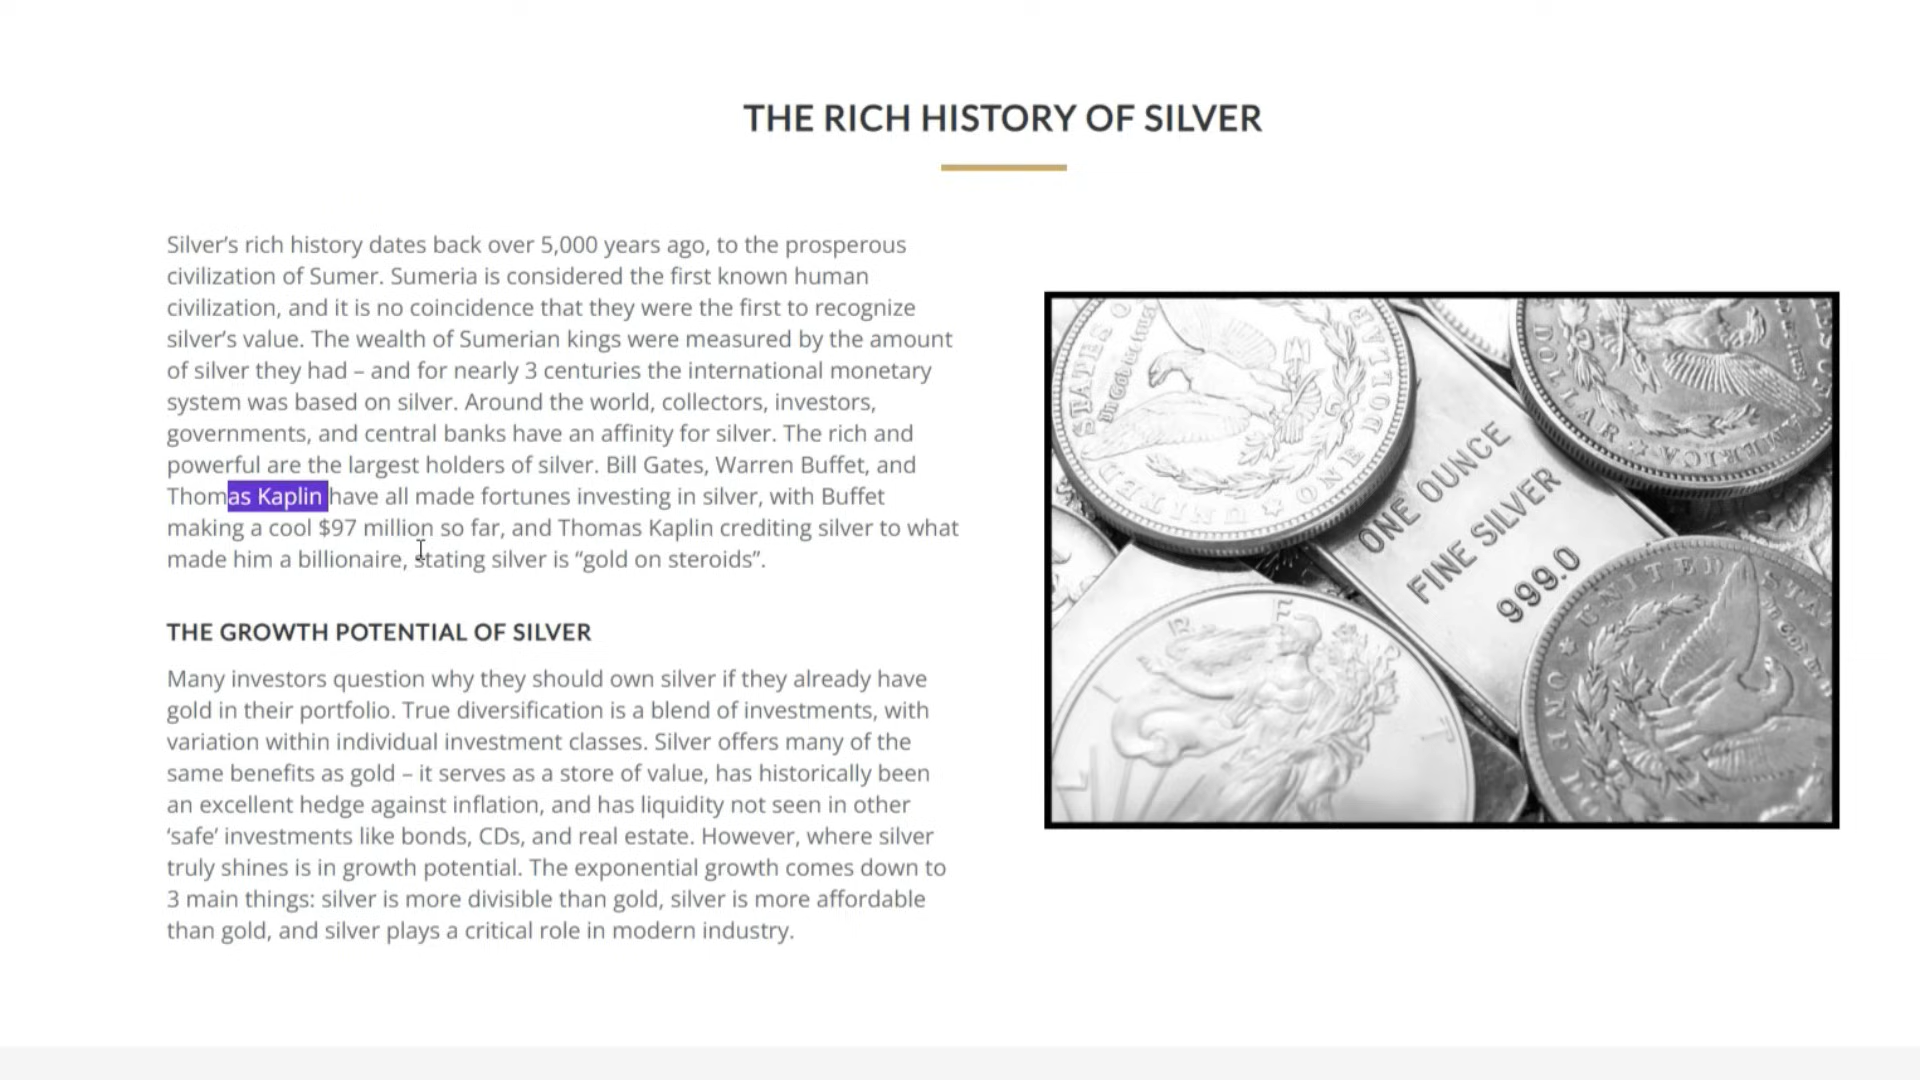 THE RICH HISTORY OF SILVER
Silver’s rich history dates back over 5,000 years ago, to the prosperous
civilization of Sumer. Sumeria is considered the first known human
civilization, and it is no coincidence that they were the first to recognize
silver’s value. The wealth of Sumerian kings were measured by the amount
of silver they had – and for nearly 3 centuries the international monetary
system was based on silver. Around the world, collectors, investors,
governments, and central banks have an affinity for silver. The rich and
powerful are the largest holders of silver. Bill Gates, Warren Buffet, and
Thomas Kaplin have all made fortunes investing in silver, with Buffet
making a cool $97 million so far, and Thomas Kaplin crediting silver to what
made him a billionaire, stating silver is “gold on steroids”.
THE GROWTH POTENTIAL OF SILVER
Many investors question why they should own silver if they already have
gold in their portfolio. True diversification is a blend of investments, with
variation within individual investment classes. Silver offers many of the
same benefits as gold – it serves as a store of value, has historically been
an excellent hedge against inflation, and has liquidity not seen in other
‘safe’ investments like bonds, CDs, and real estate. However, where silver
truly shines is in growth potential. The exponential growth comes down to
3 main things: silver is more divisible than gold, silver is more affordable
than gold, and silver plays a critical role in modern industry.
UNITED STATES O
In God we trust
ONE DOLLAR
DOLLAR
AMERICA
ONE OUNCE
FINE SILVER
999.0
UNITED STA
ONE
L I
E R T